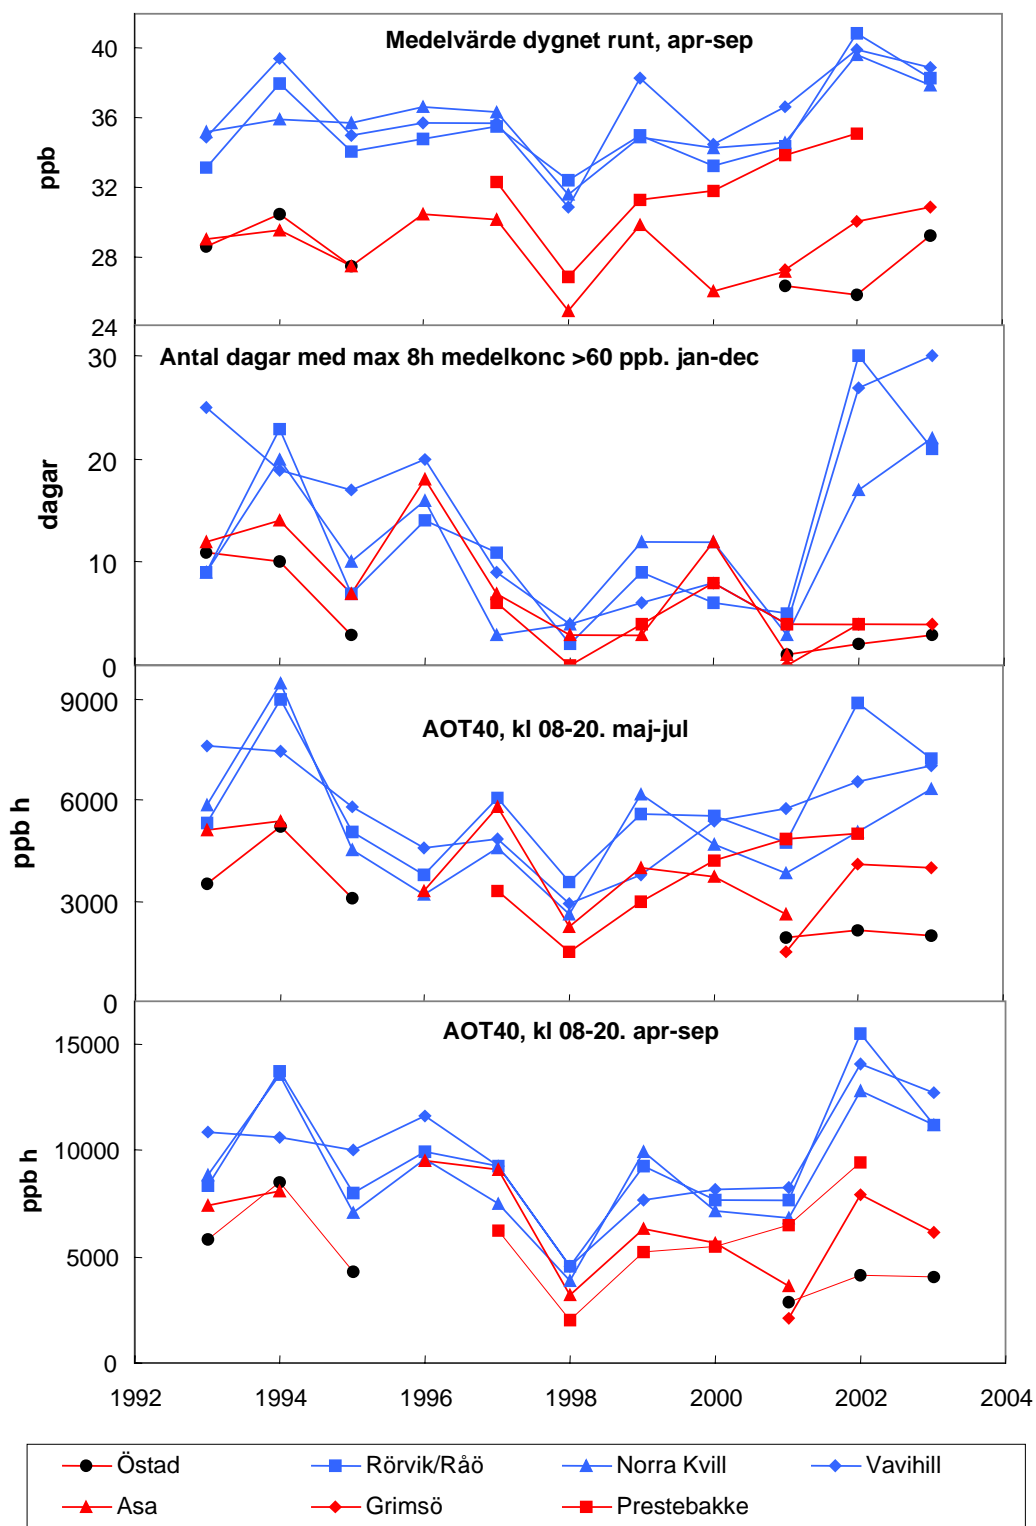 Medelvärde dygnet runt, apr-sep
40
36
32
28
24
ppb
Antal dagar med max 8h medelkonc >60 ppb. jan-dec
30
20
10
0
dagar
AOT40, kl 08-20. maj-jul
9000
6000
3000
0
ppb h
AOT40, kl 08-20. apr-sep
15000
10000
5000
0
ppb h
1992 1994 1996 1998 2000 2002 2004
Östad Rörvik/Råö Norra Kvill Vavihill
Asa Grimsö Prestebakke